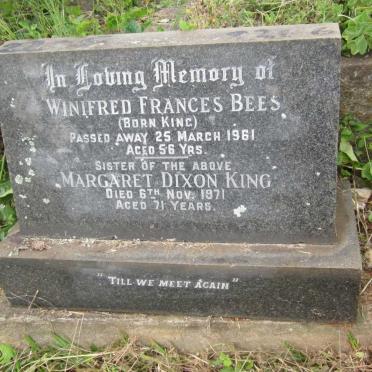 In Loving Memory of
WINIFRED FRANCES BEES
(BORN KING)
PASSED AWAY 25 MARCH 1961
AGED 56 YRS.
SISTER OF THE ABOVE
MARGARET DIXON KING
DIED 6TH NOV. 1971
AGED 71 YEARS.
"TILL WE MEET AGAIN"